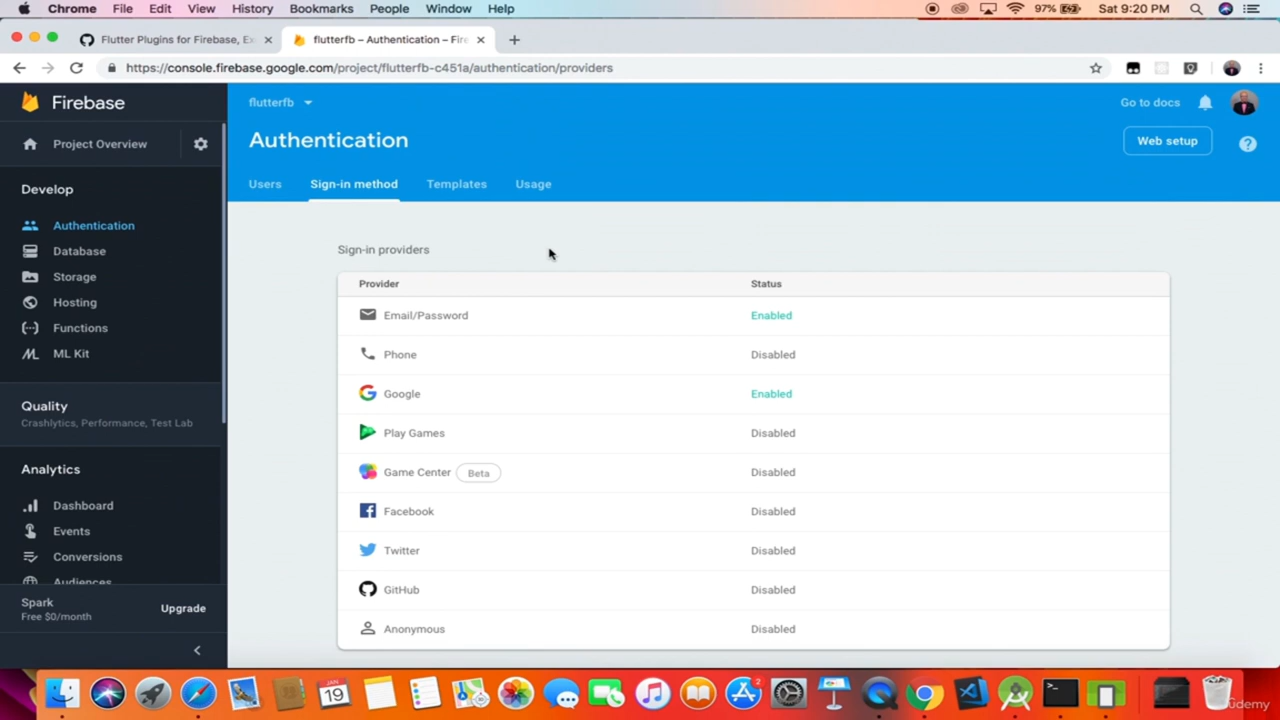 Chrome File Edit View History Bookmarks People Window Help 97% Sat 9:20 PM
Flutter Plugins for Firebase, Ex
flutterfb – Authentication – Fire
https://console.firebase.google.com/project/flutterfb-c451a/authentication/providers
Firebase
flutterfb
Go to docs
Project Overview
Authentication
Web setup
Users Sign-in method Templates Usage
Develop
Authentication
Database
Storage
Hosting
Functions
ML Kit
Quality
Crashlytics, Performance, Test Lab
Analytics
Dashboard
Events
Conversions
Audiences
Spark
Free $0/month
Upgrade
Sign-in providers
Provider Status
Email/Password Enabled
Phone Disabled
Google Enabled
Play Games Disabled
Game Center Beta Disabled
Facebook Disabled
Twitter Disabled
GitHub Disabled
Anonymous Disabled
JAN
19
2
Udemy